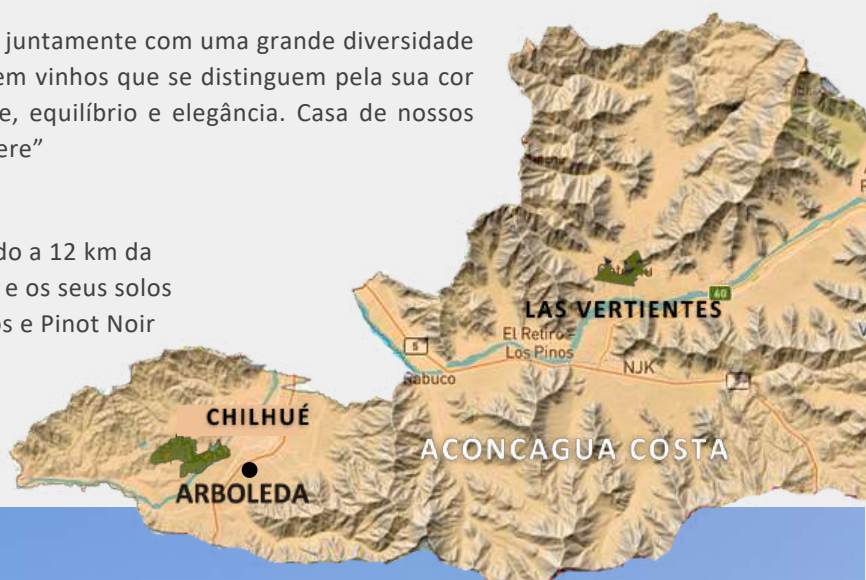 juntamente com uma grande diversidade
em vinhos que se distinguem pela sua cor
e, equilíbrio e elegância. Casa de nossos
ere”
do a 12 km da
e os seus solos
os e Pinot Noir
LAS VERTIENTES
60
El Retiro
Los Pinos
5
Rabuco
NJK
CHILHUÉ
ACONCAGUA COSTA
ARBOLEDA